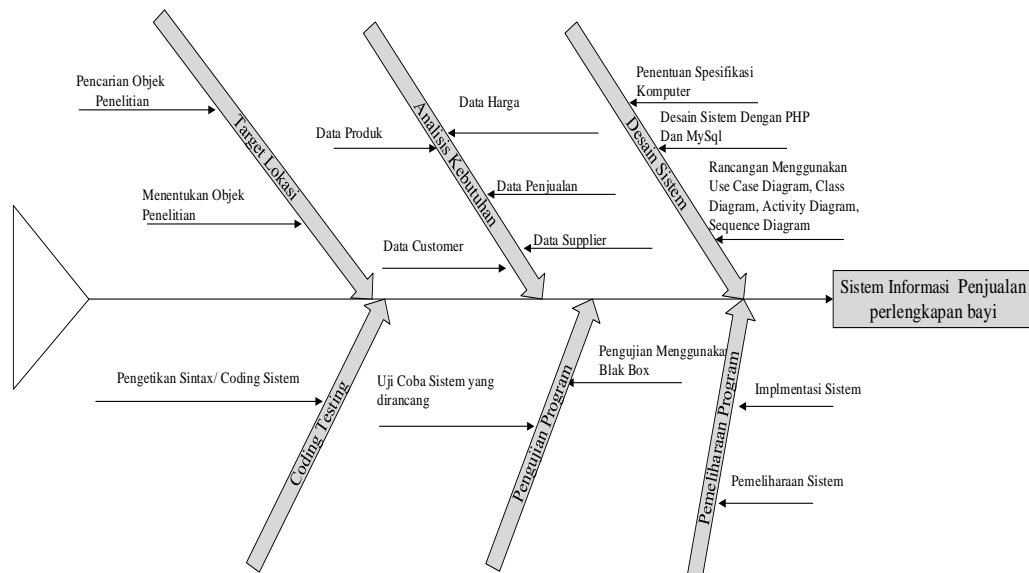 Pencarian Objek
Penelitian
Target Lokasi
Menentukan Objek
Penelitian
Data Harga
Data Produk
Analisis Kebutuhan
Data Penjualan
Data Supplier
Data Customer
Penentuan Spesifikasi
Komputer
Desain Sistem Dengan PHP
Dan MySql
Desain Sistem
Rancangan Menggunakan
Use Case Diagram, Class
Diagram, Activity Diagram,
Sequence Diagram
Sistem Informasi Penjualan
perlengkapan bayi
Pengetikan Sintax/ Coding Sistem
Coding Testing
Uji Coba Sistem yang
dirancang
Pengujian Menggunakan
Blak Box
Pengujian Program
Implmentasi Sistem
Pemeliharaan Program
Pemeliharaan Sistem